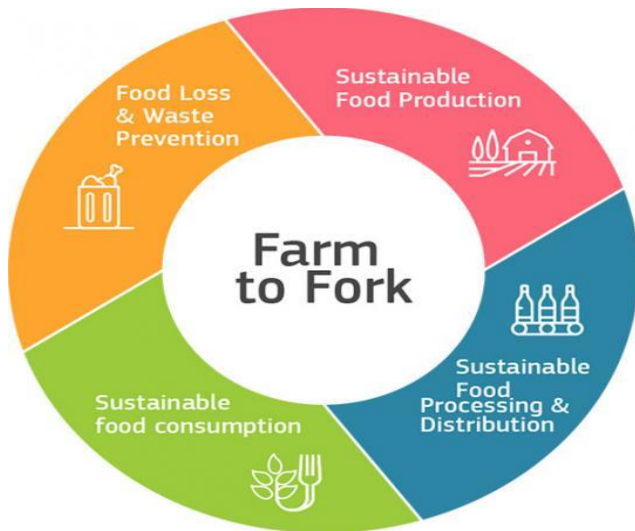 Food Loss
& Waste
Prevention
Sustainable
Food Production
Farm
to Fork
Sustainable
Food
Processing &
Distribution
Sustainable
food consumption